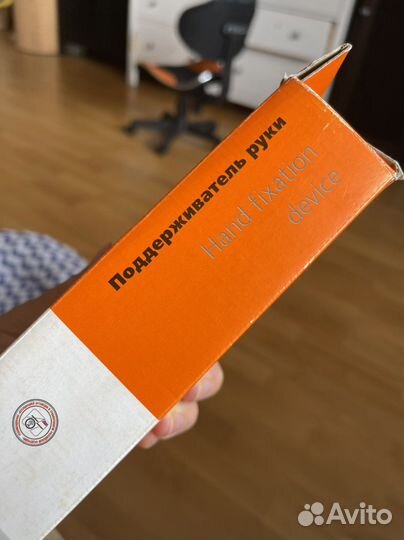 Поддерживатель руки
Hand fixation
device
Avito